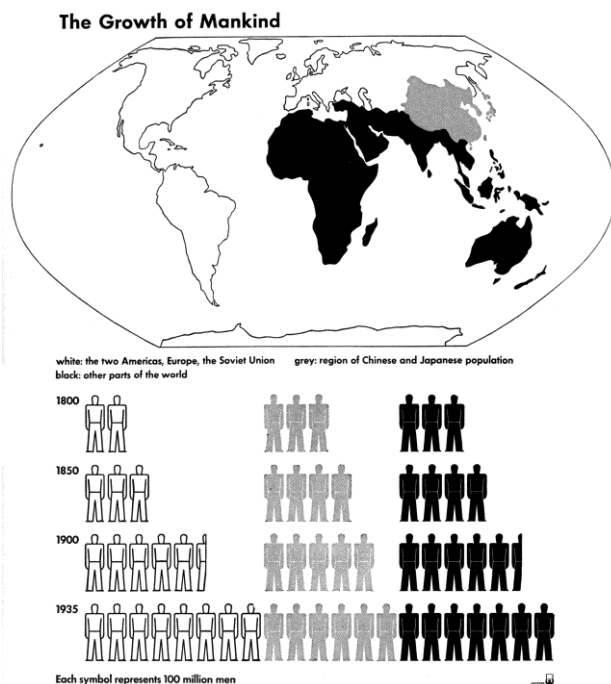 The Growth of Mankind
white: the two Americas, Europe, the Soviet Union grey: region of Chinese and Japanese population
black: other parts of the world
1800
1850
1900
1935
Each symbol represents 100 million men